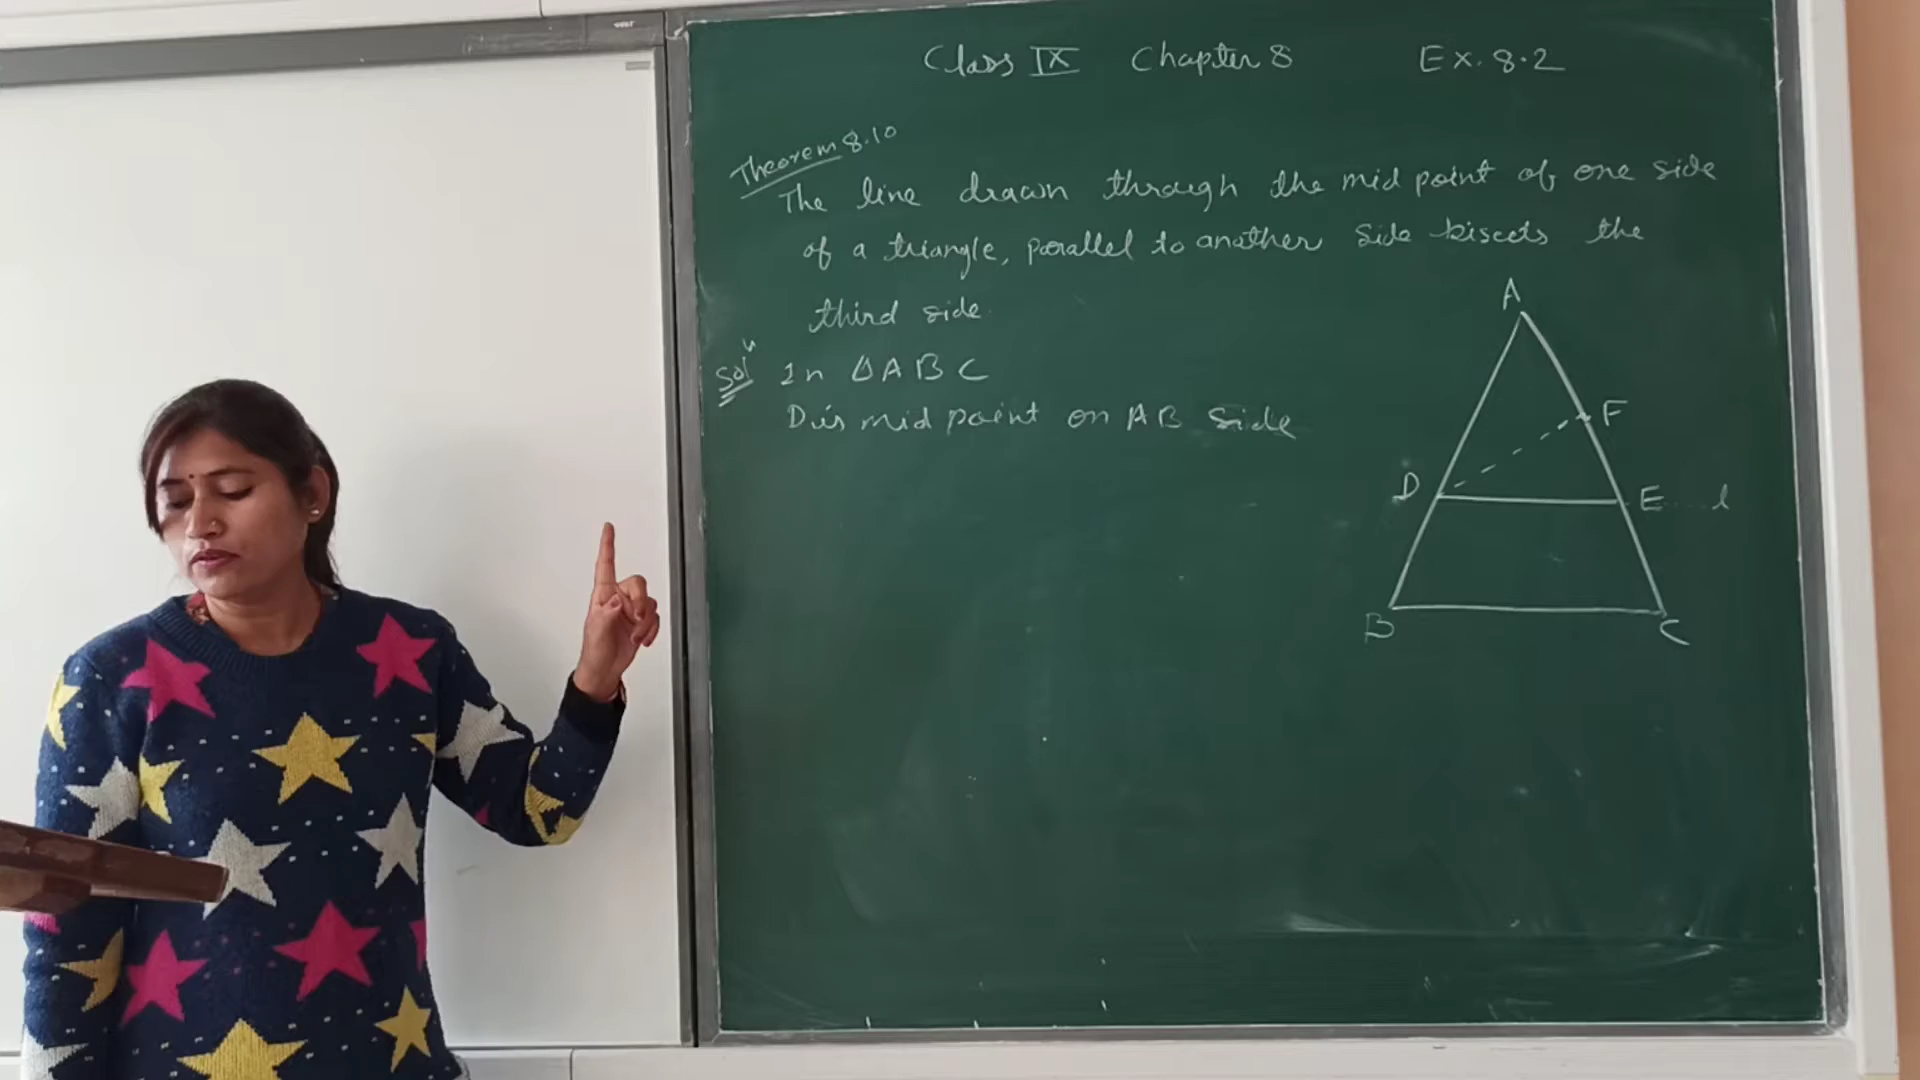 Class IX Chapter 8 Ex. 8.2
Theorem 8.10
The line drawn through the mid point of one side
of a triangle, parallel to another side bisects the
third side.
Solⁿ In ΔABC
D is mid point on AB side
A
F
D
E
l
B
C